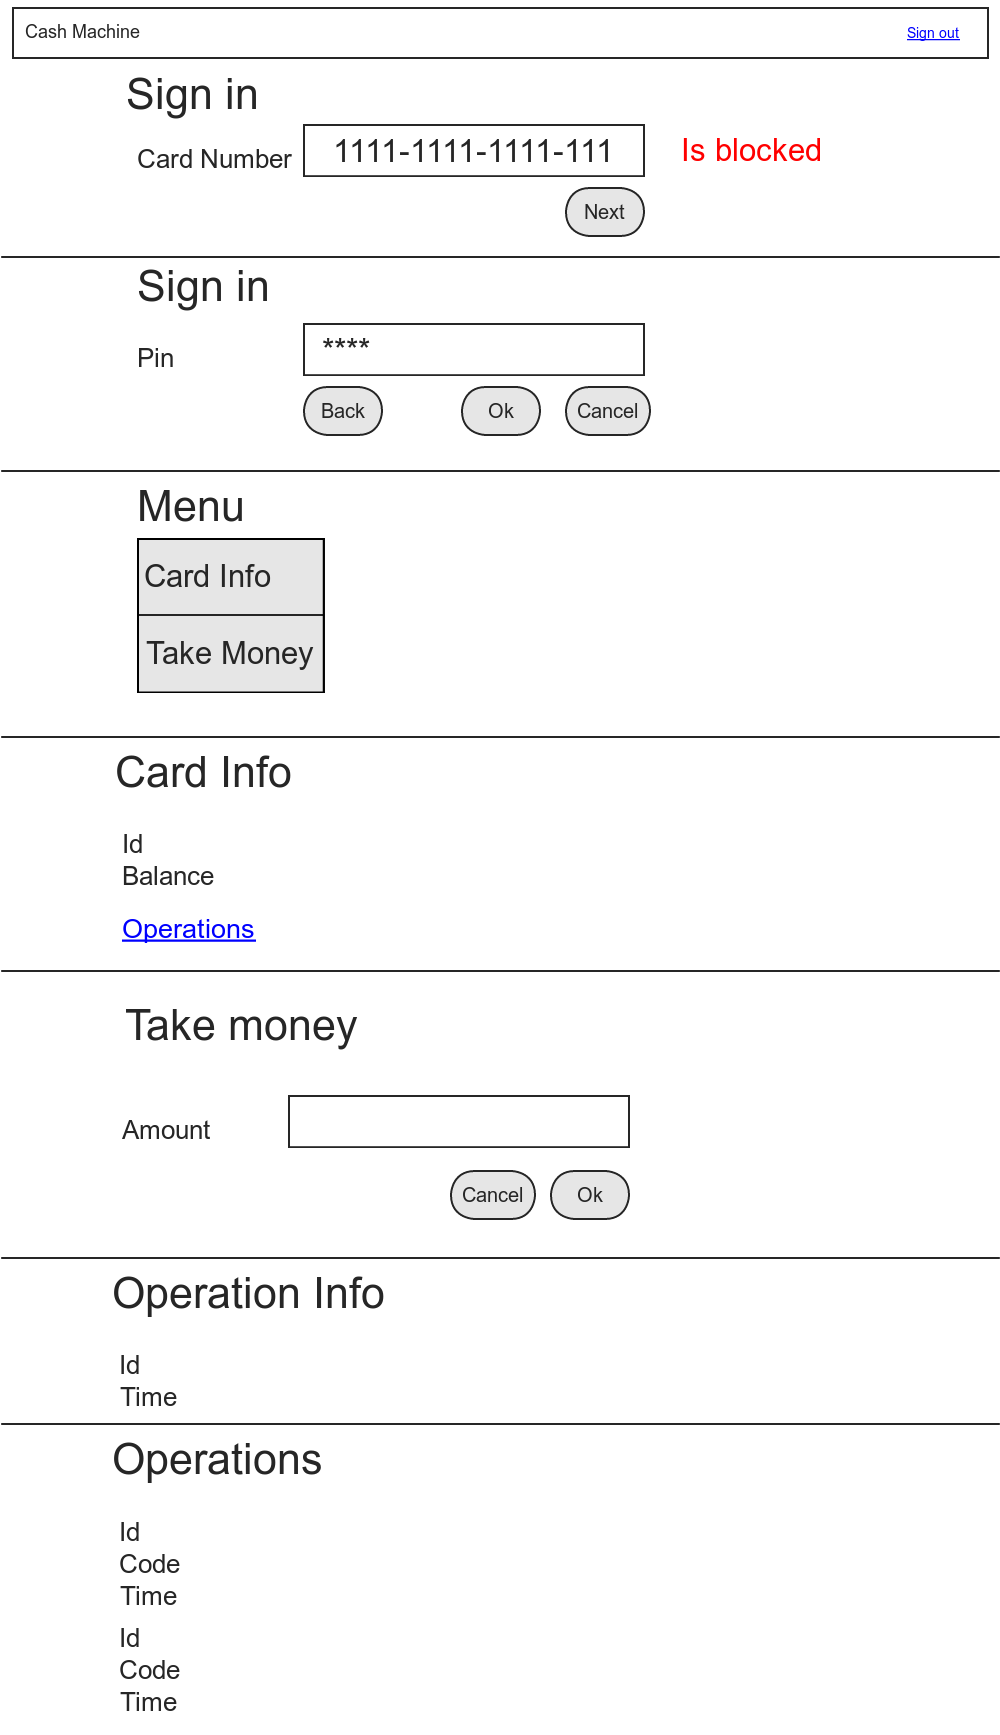 Cash Machine Sign out
Sign in
Card Number 1111-1111-1111-111 Is blocked
Next
Sign in
Pin ****
Back Ok Cancel
Menu
Card Info
Take Money
Card Info
Id
Balance
Operations
Take money
Amount
Cancel Ok
Operation Info
Id
Time
Operations
Id
Code
Time
Id
Code
Time